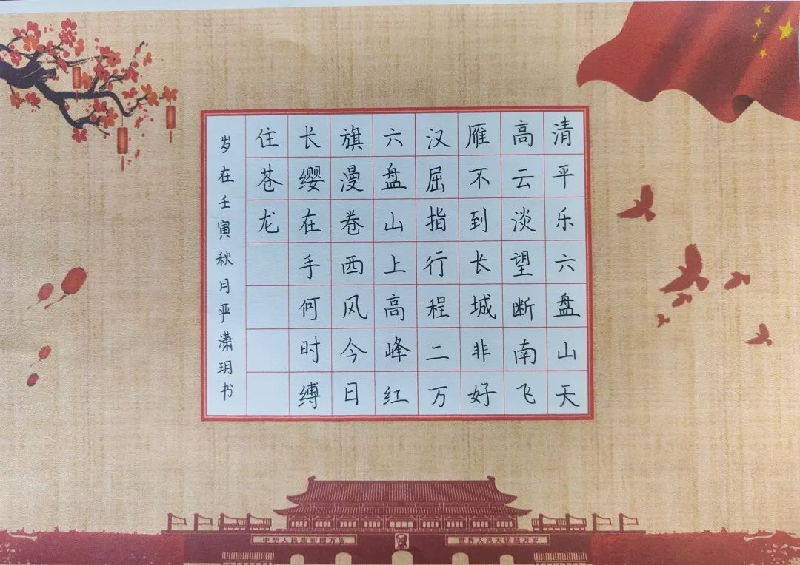 清平乐六盘山天
高云淡望断南飞
雁不到长城非好
汉屈指行程二万
六盘山上高峰红
旗漫卷西风今日
长缨在手何时缚
住苍龙
岁在壬寅秋月严潇玥书
中华人民共和国万岁
世界人民大团结万岁